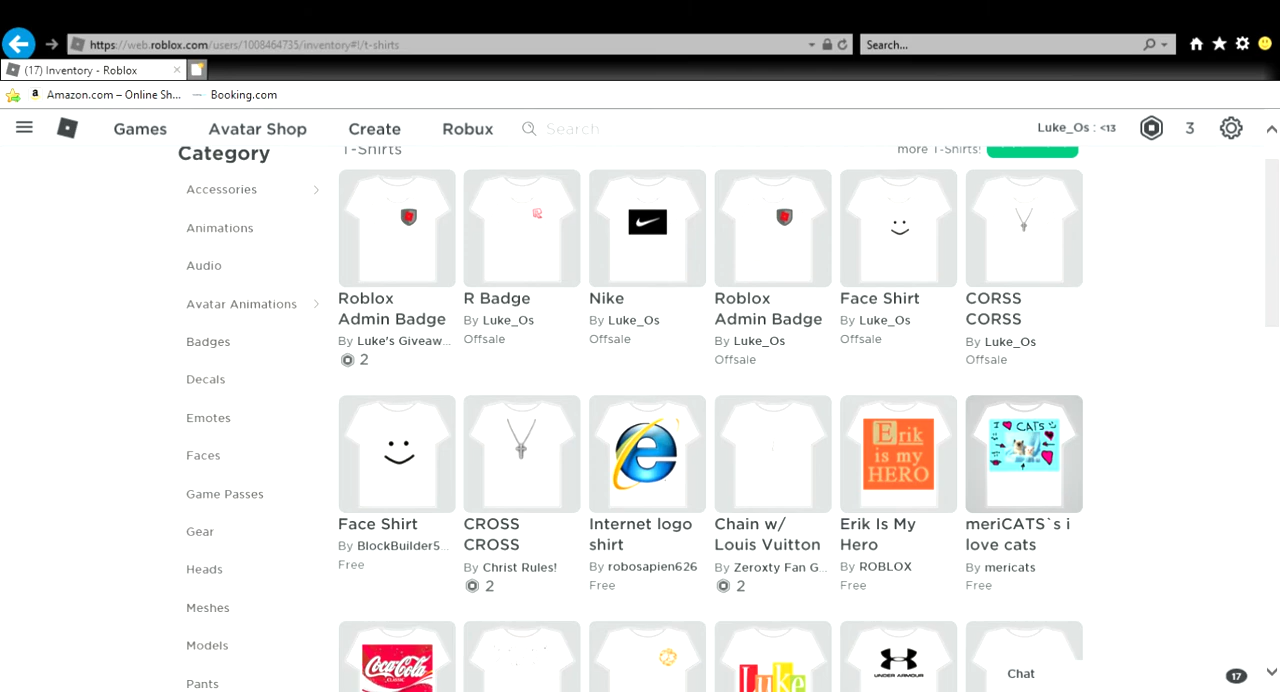 https://web.roblox.com/users/1008464735/inventory#!/t-shirts
Search...
(17) Inventory - Roblox
Amazon.com – Online Sh...
Booking.com
Games
Avatar Shop
Create
Robux
Search
Luke_Os : <13
3
Category
T-Shirts
more T-Shirts!
Accessories
Animations
Audio
Avatar Animations
Badges
Decals
Emotes
Faces
Game Passes
Gear
Heads
Meshes
Models
Pants
Roblox
Admin Badge
By Luke's Giveaw...
2
R Badge
By Luke_Os
Offsale
Nike
By Luke_Os
Offsale
Roblox
Admin Badge
By Luke_Os
Offsale
Face Shirt
By Luke_Os
Offsale
CORSS
CORSS
By Luke_Os
Offsale
Face Shirt
By BlockBuilder5...
Free
CROSS
CROSS
By Christ Rules!
2
Internet logo
shirt
By robosapien626
Free
Chain w/
Louis Vuitton
By Zeroxty Fan G...
2
Erik
is my
HERO
Erik Is My
Hero
By ROBLOX
Free
I CATS
meriCATS`s i
love cats
By mericats
Free
Coca-Cola
CLASSIC
Luke
UNDER ARMOUR
Chat
17